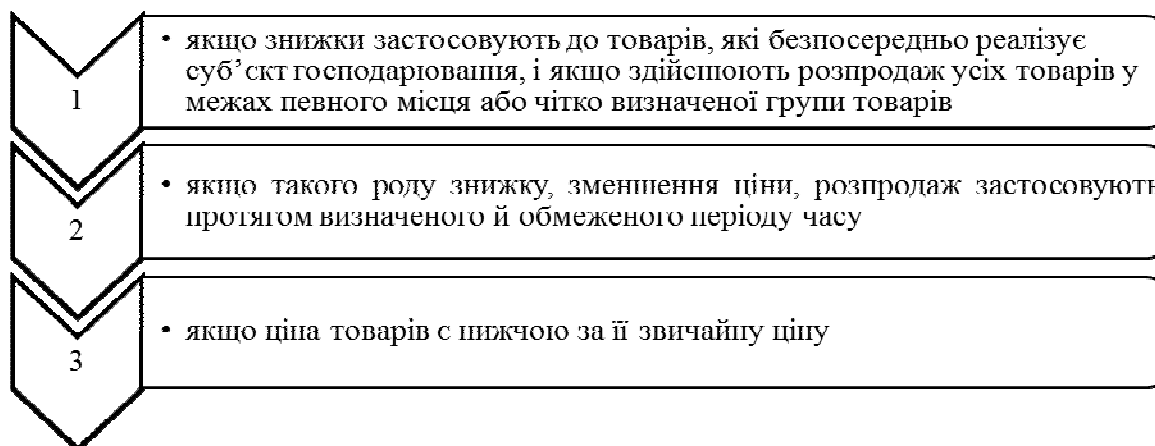 1
• якщо знижки застосовують до товарів, які безпосередньо реалізує
суб’єкт господарювання, і якщо здійснюють розпродаж усіх товарів у
межах певного місця або чітко визначеної групи товарів
2
• якщо такого роду знижку, зменшення ціни, розпродаж застосовують
протягом визначеного й обмеженого періоду часу
3
• якщо ціна товарів є нижчою за її звичайну ціну